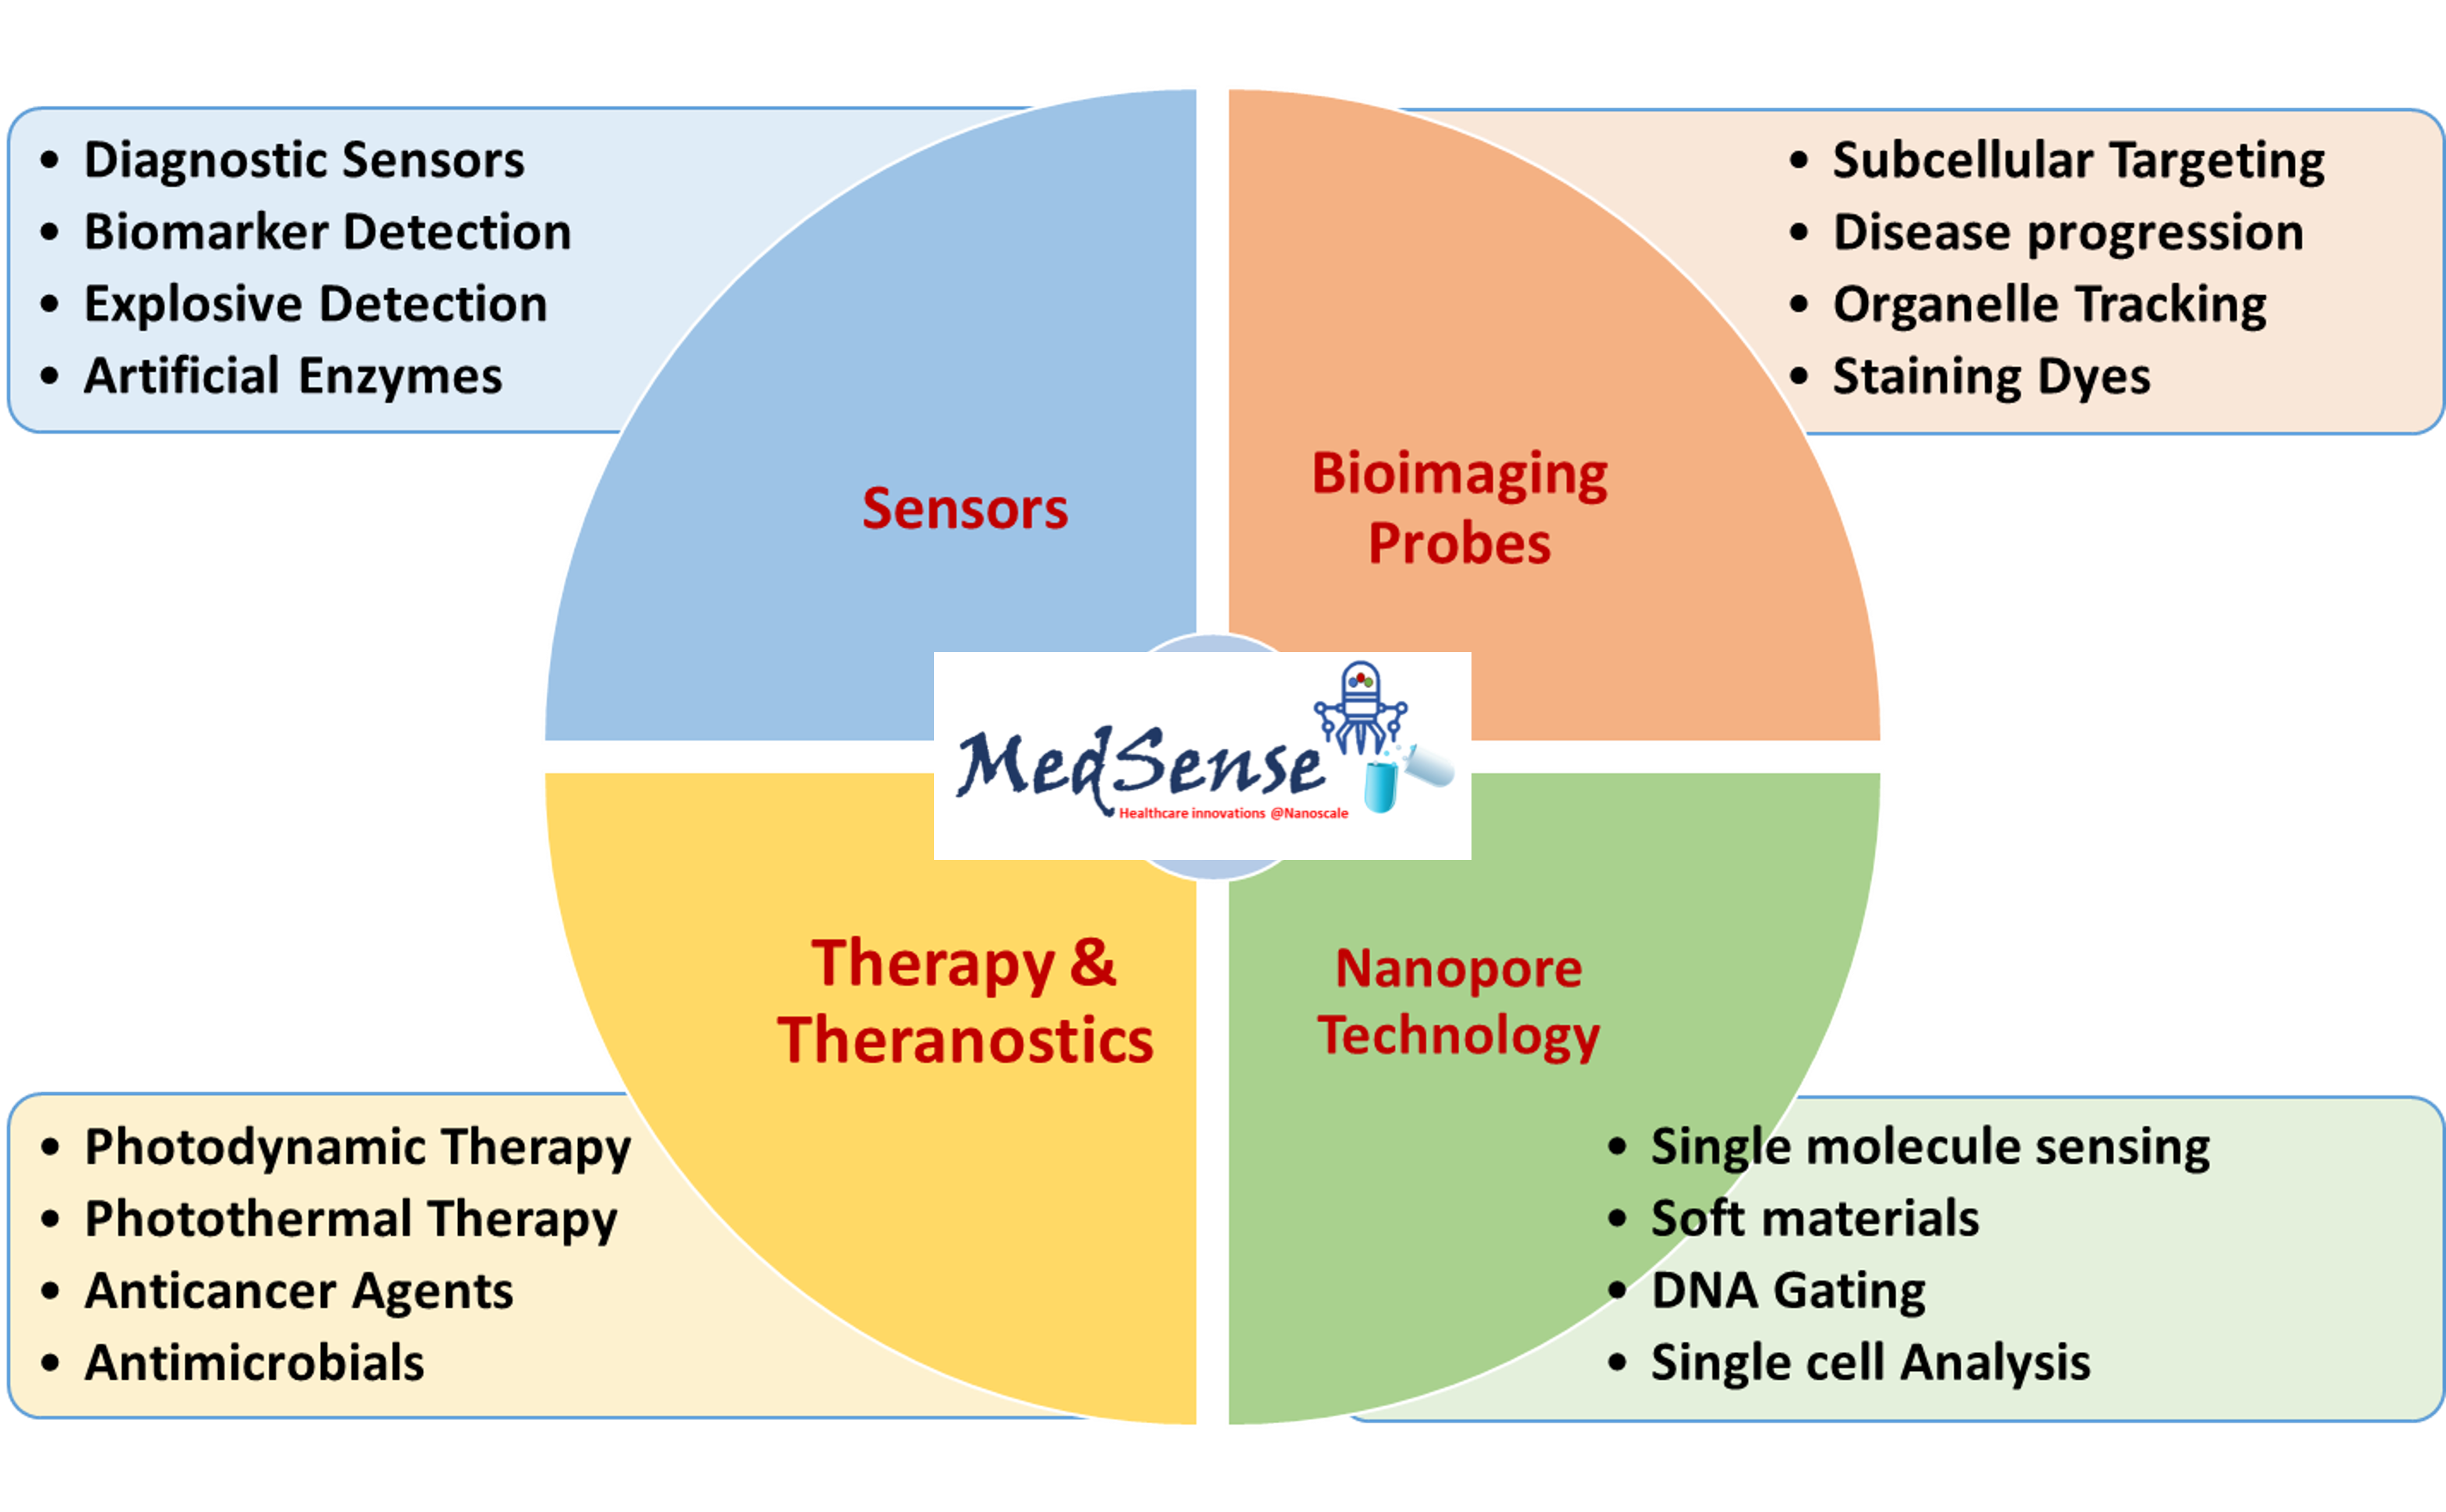 • Diagnostic Sensors
• Biomarker Detection
• Explosive Detection
• Artificial Enzymes
• Subcellular Targeting
• Disease progression
• Organelle Tracking
• Staining Dyes
Sensors
Bioimaging
Probes
MedSense
Healthcare innovations @Nanoscale
Therapy &
Theranostics
Nanopore
Technology
• Photodynamic Therapy
• Photothermal Therapy
• Anticancer Agents
• Antimicrobials
• Single molecule sensing
• Soft materials
• DNA Gating
• Single cell Analysis